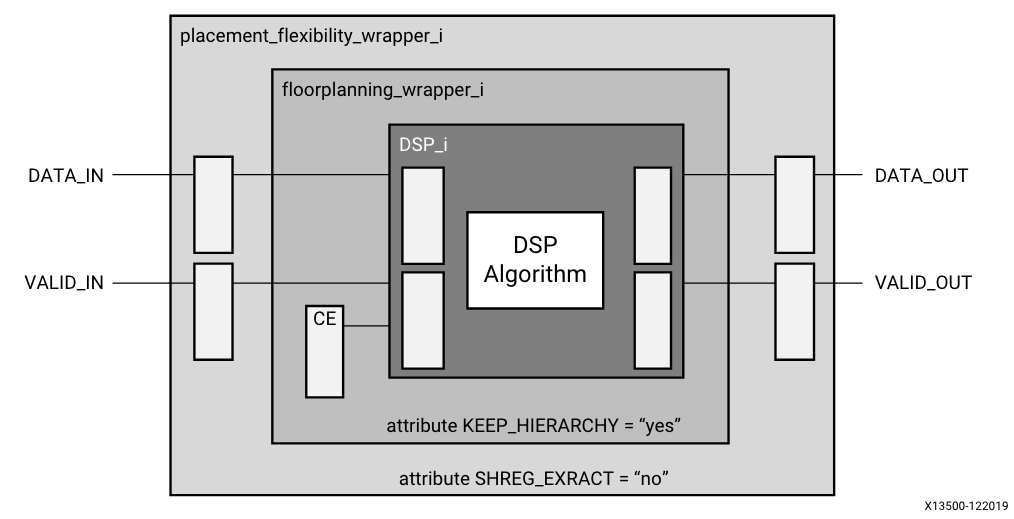 placement_flexibility_wrapper_i
floorplanning_wrapper_i
DSP_i
DATA_IN
DATA_OUT
DSP
Algorithm
VALID_IN
VALID_OUT
CE
attribute KEEP_HIERARCHY = “yes”
attribute SHREG_EXRACT = “no”
X13500-122019